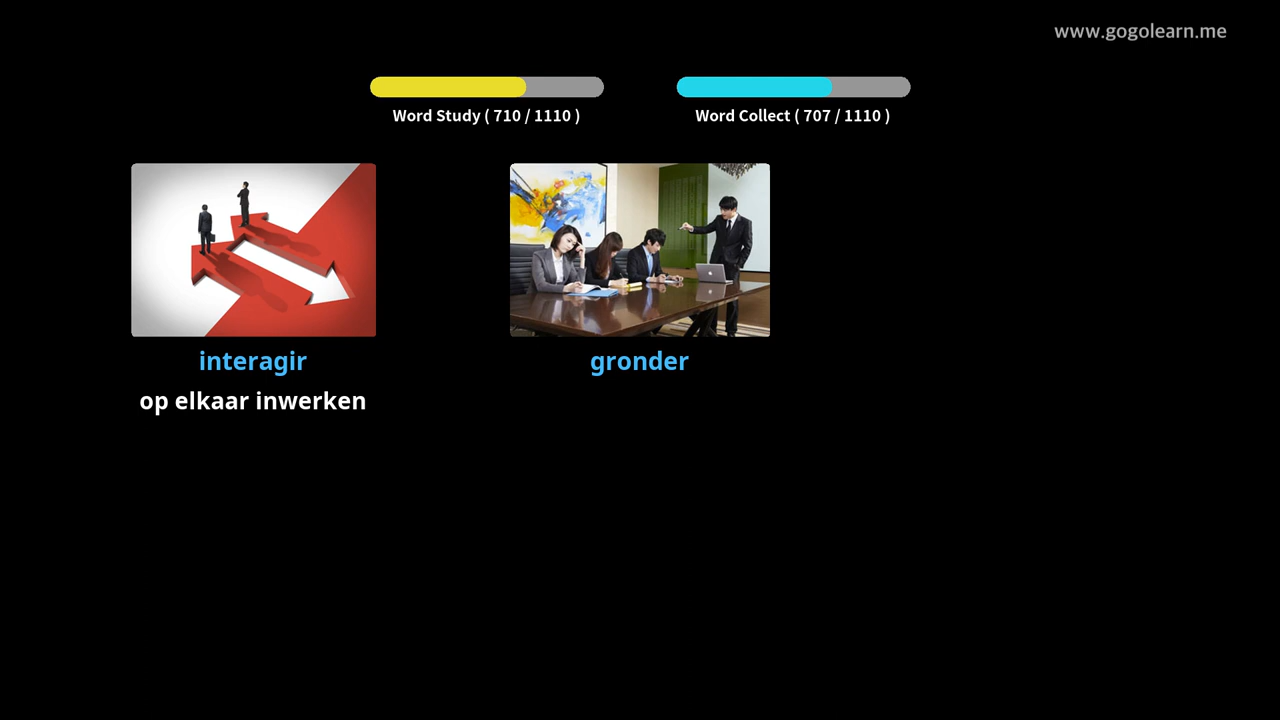 www.gogolearn.me
Word Study ( 710 / 1110 )
Word Collect ( 707 / 1110 )
interagir
gronder
op elkaar inwerken